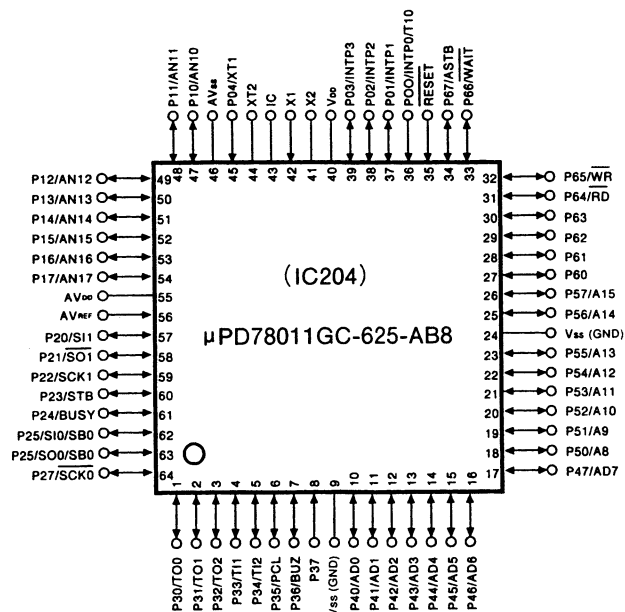 P11/AN11
P10/AN10
AVss
P04/XT1
XT2
IC
X1
X2
VDD
P03/INTP3
P02/INTP2
P01/INTP1
POO/INTP0/T10
RESET
P67/ASTB
P66/WAIT
48 47 46 45 44 43 42 41 40 39 38 37 36 35 34 33
P12/AN12 49
P13/AN13 50
P14/AN14 51
P15/AN15 52
P16/AN16 53
P17/AN17 54
AVDD 55
AVREF 56
P20/SI1 57
P21/SO1 58
P22/SCK1 59
P23/STB 60
P24/BUSY 61
P25/SI0/SB0 62
P25/SO0/SB0 63
P27/SCK0 64
(IC204)
μPD78011GC-625-AB8
32 P65/WR
31 P64/RD
30 P63
29 P62
28 P61
27 P60
26 P57/A15
25 P56/A14
24 Vss (GND)
23 P55/A13
22 P54/A12
21 P53/A11
20 P52/A10
19 P51/A9
18 P50/A8
17 P47/AD7
1 2 3 4 5 6 7 8 9 10 11 12 13 14 15 16
P30/TO0
P31/TO1
P32/TO2
P33/TI1
P34/TI2
P35/PCL
P36/BUZ
P37
/ss (GND)
P40/AD0
P41/AD1
P42/AD2
P43/AD3
P44/AD4
P45/AD5
P46/AD6